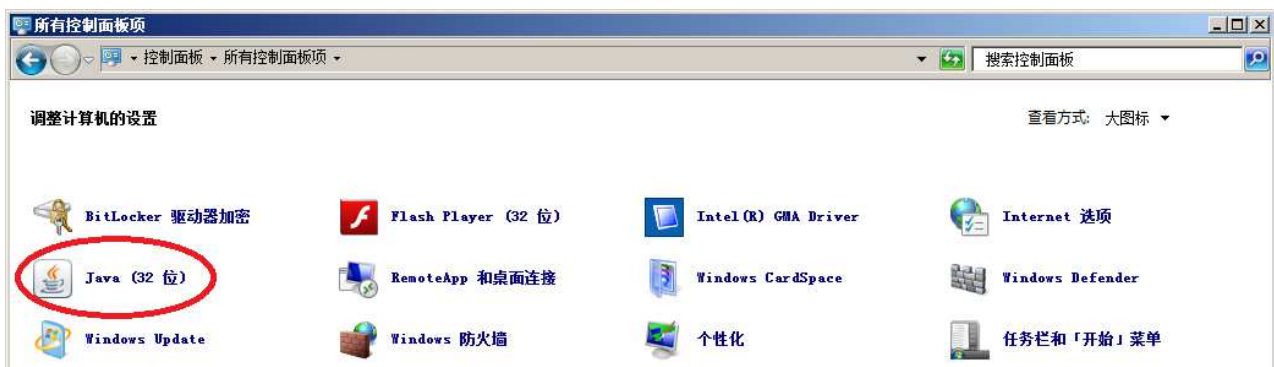 所有控制面板项
控制面板 所有控制面板项
搜索控制面板
调整计算机的设置
查看方式: 大图标
BitLocker 驱动器加密
Flash Player (32 位)
Intel(R) GMA Driver
Internet 选项
Java (32 位)
RemoteApp 和桌面连接
Windows CardSpace
Windows Defender
Windows Update
Windows 防火墙
个性化
任务栏和「开始」菜单